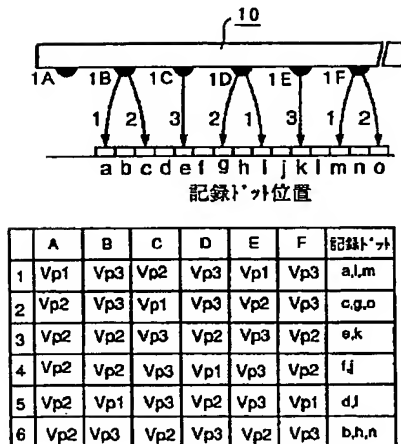 10
1A 1B 1C 1D 1E 1F
1 2 3 2 1 3 1 2
a b c d e f g h i j k l m n o
記録ドット位置
A B C D E F 記録ドット
1 Vp1 Vp3 Vp2 Vp3 Vp1 Vp3 a,i,m
2 Vp2 Vp3 Vp1 Vp3 Vp2 Vp3 c,g,o
3 Vp2 Vp2 Vp3 Vp2 Vp3 Vp2 e,k
4 Vp2 Vp2 Vp3 Vp1 Vp3 Vp2 f,j
5 Vp2 Vp1 Vp3 Vp2 Vp3 Vp1 d,l
6 Vp2 Vp3 Vp2 Vp3 Vp2 Vp3 b,h,n